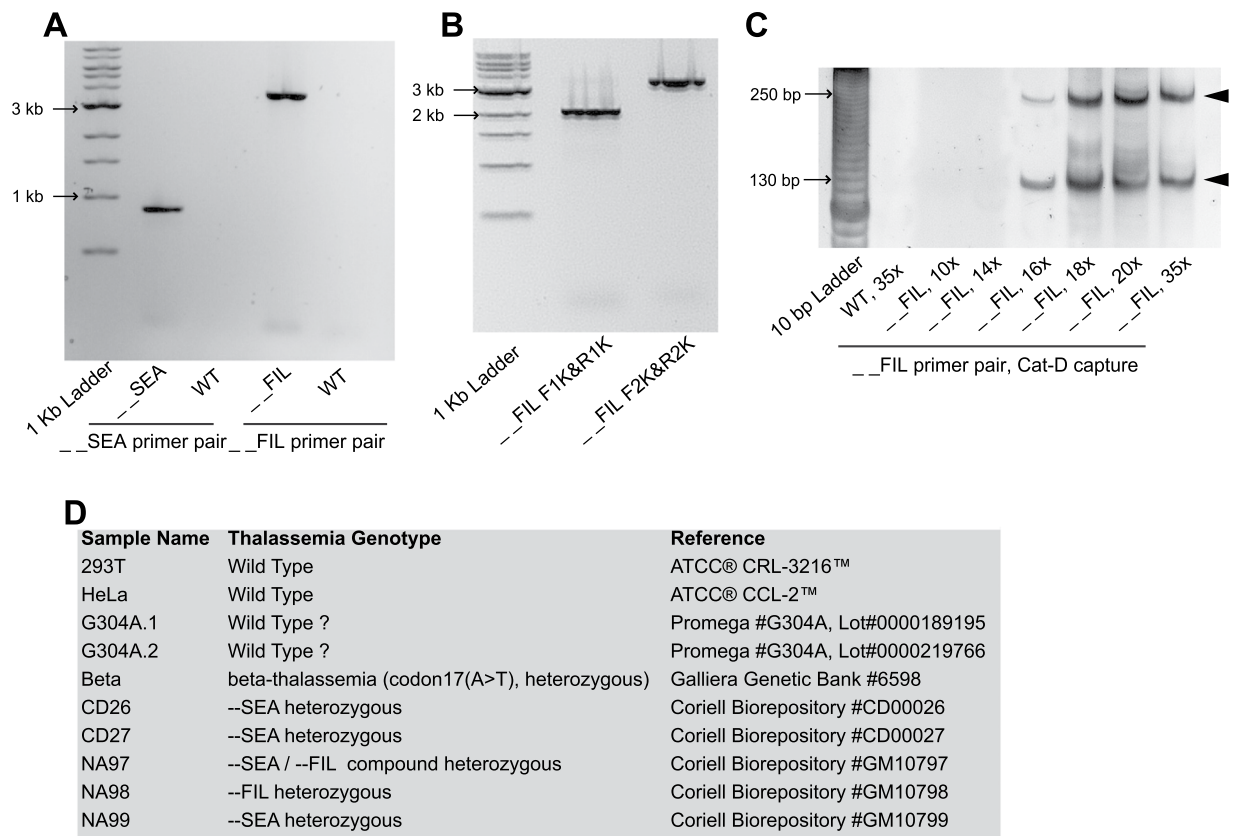 A
3 kb
1 kb
1 Kb Ladder
_ _SEA
WT
_ _FIL
WT
_ _SEA primer pair
_ _FIL primer pair
B
3 kb
2 kb
1 Kb Ladder
_ _FIL F1K&R1K
_ _FIL F2K&R2K
C
250 bp
130 bp
10 bp Ladder
WT, 35x
_ _FIL, 10x
_ _FIL, 14x
_ _FIL, 16x
_ _FIL, 18x
_ _FIL, 20x
_ _FIL, 35x
_ _FIL primer pair, Cat-D capture
D
Sample Name Thalassemia Genotype Reference
293T Wild Type ATCC® CRL-3216™
HeLa Wild Type ATCC® CCL-2™
G304A.1 Wild Type ? Promega #G304A, Lot#0000189195
G304A.2 Wild Type ? Promega #G304A, Lot#0000219766
Beta beta-thalassemia (codon17(A>T), heterozygous) Galliera Genetic Bank #6598
CD26 --SEA heterozygous Coriell Biorepository #CD00026
CD27 --SEA heterozygous Coriell Biorepository #CD00027
NA97 --SEA / --FIL compound heterozygous Coriell Biorepository #GM10797
NA98 --FIL heterozygous Coriell Biorepository #GM10798
NA99 --SEA heterozygous Coriell Biorepository #GM10799